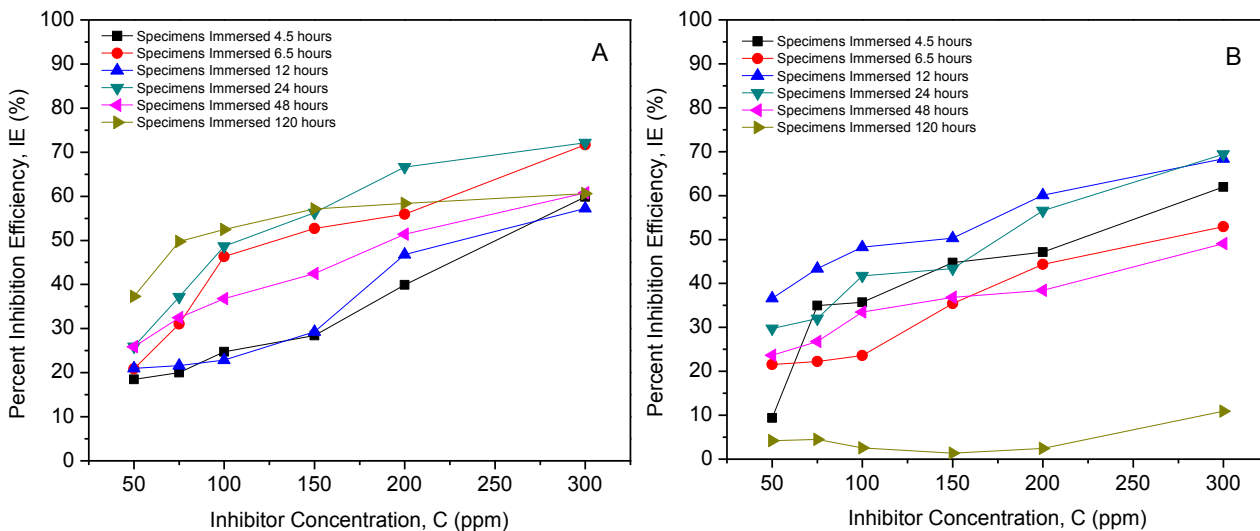 100
90
80
70
60
50
40
30
20
10
0
Percent Inhibition Efficiency, IE (%)
Specimens Immersed 4.5 hours
Specimens Immersed 6.5 hours
Specimens Immersed 12 hours
Specimens Immersed 24 hours
Specimens Immersed 48 hours
Specimens Immersed 120 hours
A
50 100 150 200 250 300
Inhibitor Concentration, C (ppm)
100
90
80
70
60
50
40
30
20
10
0
Percent Inhibition Efficiency, IE (%)
Specimens Immersed 4.5 hours
Specimens Immersed 6.5 hours
Specimens Immersed 12 hours
Specimens Immersed 24 hours
Specimens Immersed 48 hours
Specimens Immersed 120 hours
B
50 100 150 200 250 300
Inhibitor Concentration, C (ppm)